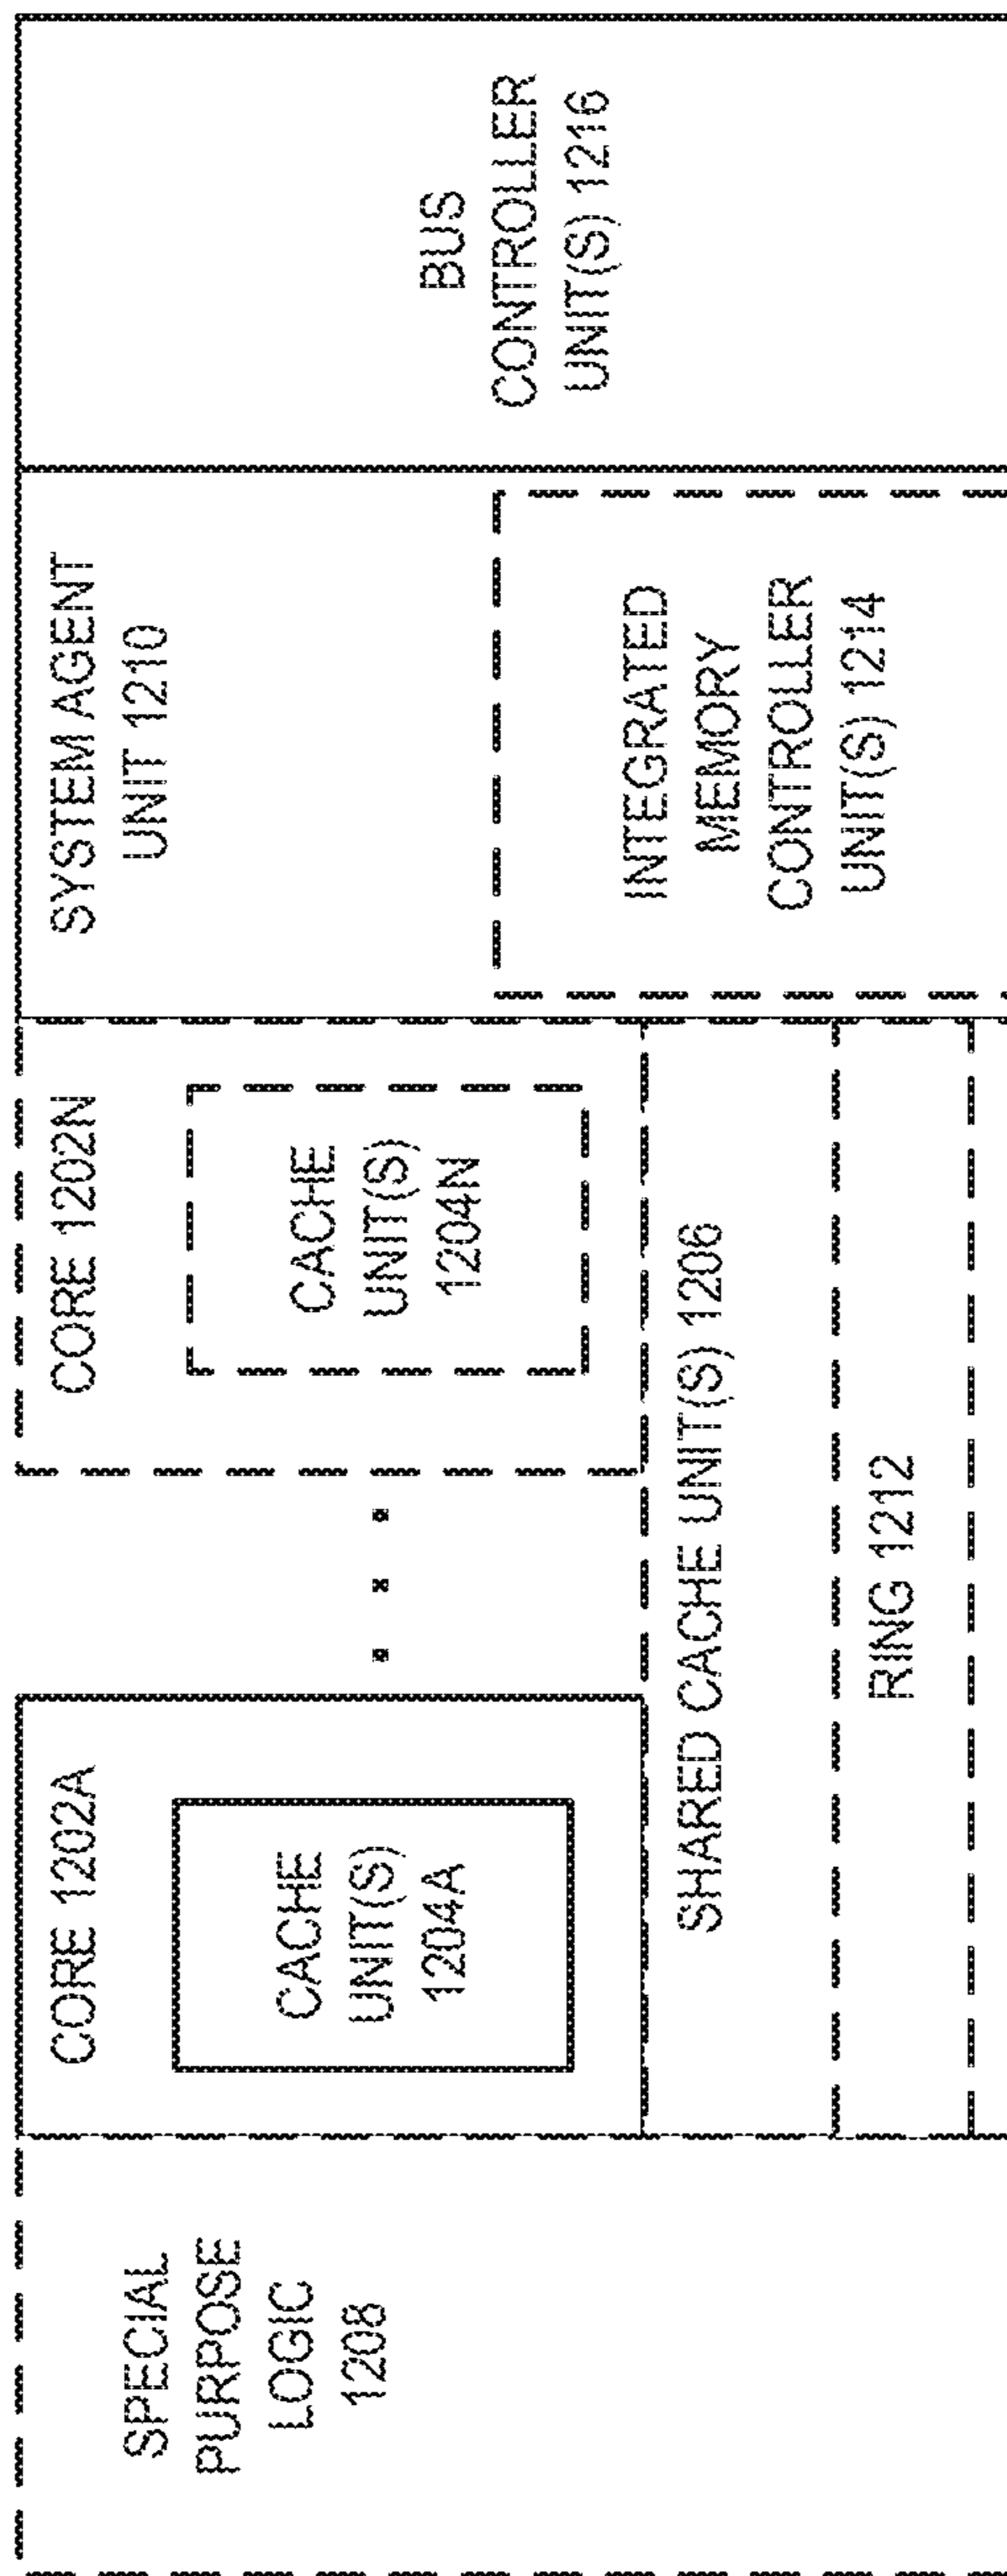 SPECIAL
PURPOSE
LOGIC
1208
CORE 1202A
CACHE
UNIT(S)
1204A
CORE 1202N
CACHE
UNIT(S)
1204N
SHARED CACHE UNIT(S) 1206
RING 1212
SYSTEM AGENT
UNIT 1210
INTEGRATED
MEMORY
CONTROLLER
UNIT(S) 1214
BUS
CONTROLLER
UNIT(S) 1216